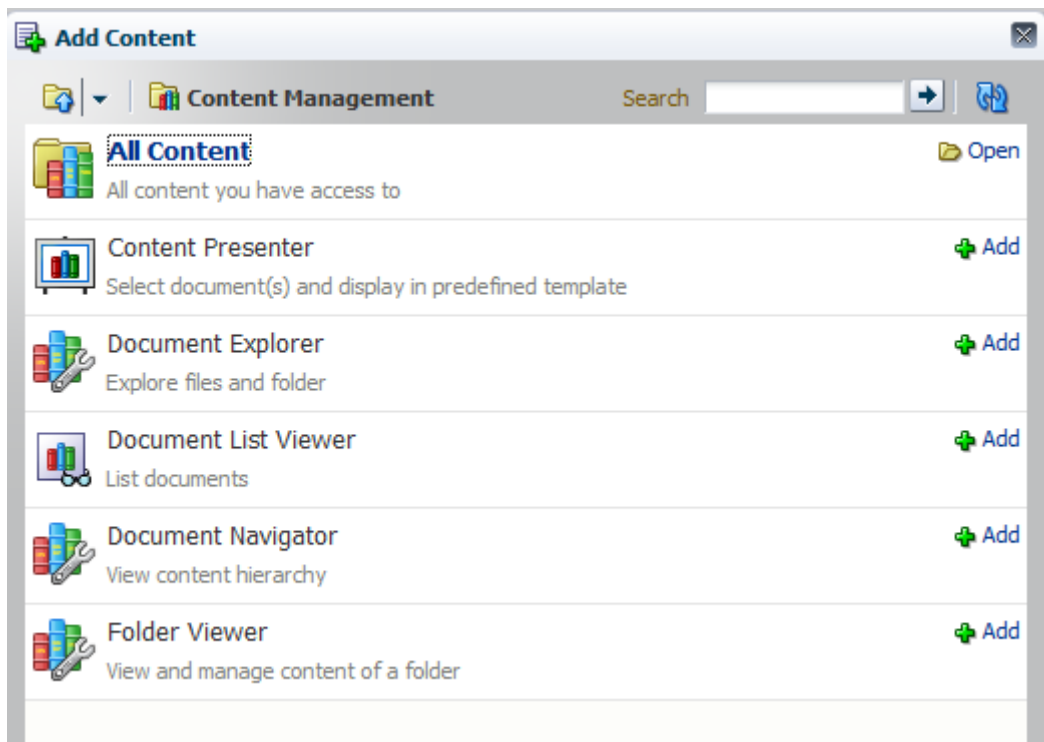 Add Content
Content Management Search
All Content Open
All content you have access to
Content Presenter Add
Select document(s) and display in predefined template
Document Explorer Add
Explore files and folder
Document List Viewer Add
List documents
Document Navigator Add
View content hierarchy
Folder Viewer Add
View and manage content of a folder